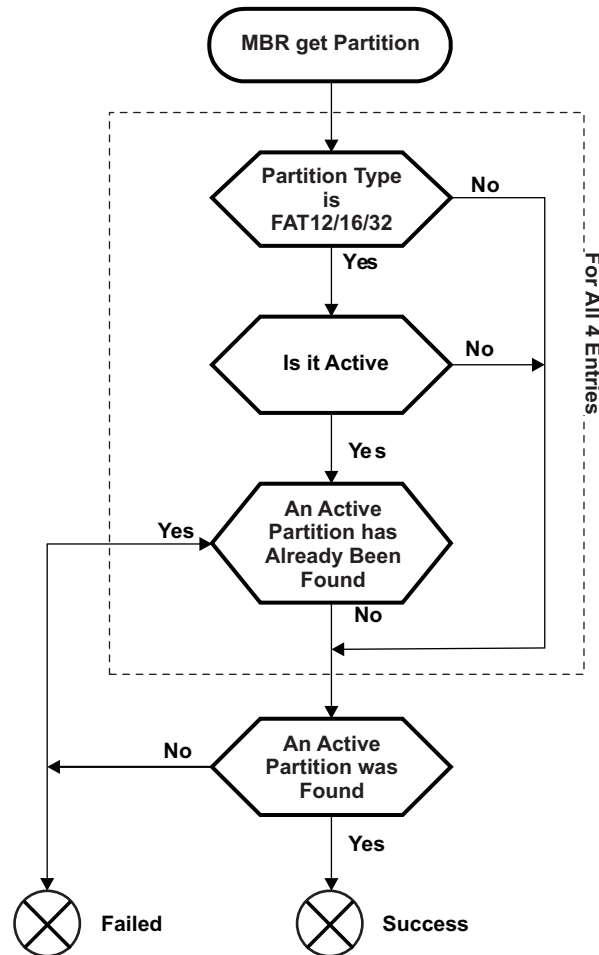 MBR get Partition
Partition Type
is
FAT12/16/32
No
Yes
Is it Active
No
Yes
An Active
Partition has
Already Been
Found
Yes
No
For All 4 Entries
An Active
Partition was
Found
No
Yes
Failed
Success